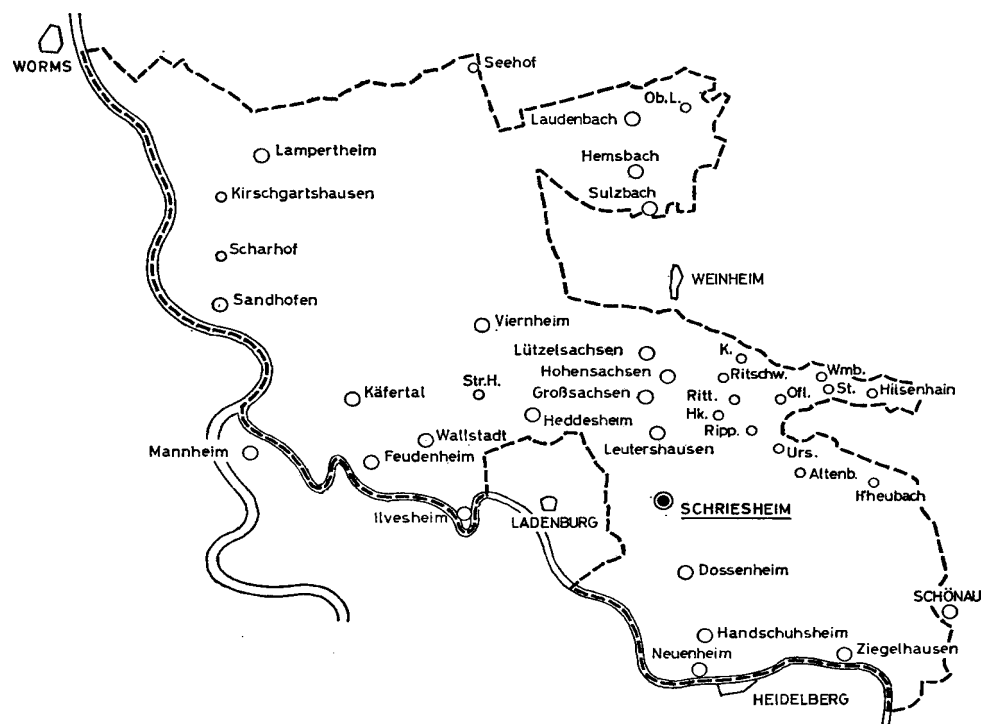 WORMS
Seehof
Ob.L.
Laudenbach
Lampertheim
Hemsbach
Kirschgartshausen
Sulzbach
Scharhof
WEINHEIM
Sandhofen
Viernheim
Lützelsachsen
K.
Hohensachsen
Ritschw.
Wmb.
Str.H.
Großsachsen
Ritt.
Ofl.
St.
Hilsenhain
Käfertal
Heddesheim
Hk.
Ripp.
Wallstadt
Leutershausen
Urs.
Mannheim
Feudenheim
Altenb.
H'heubach
Ilvesheim
LADENBURG
SCHRIESHEIM
Dossenheim
SCHÖNAU
Handschuhsheim
Neuenheim
Ziegelhausen
HEIDELBERG